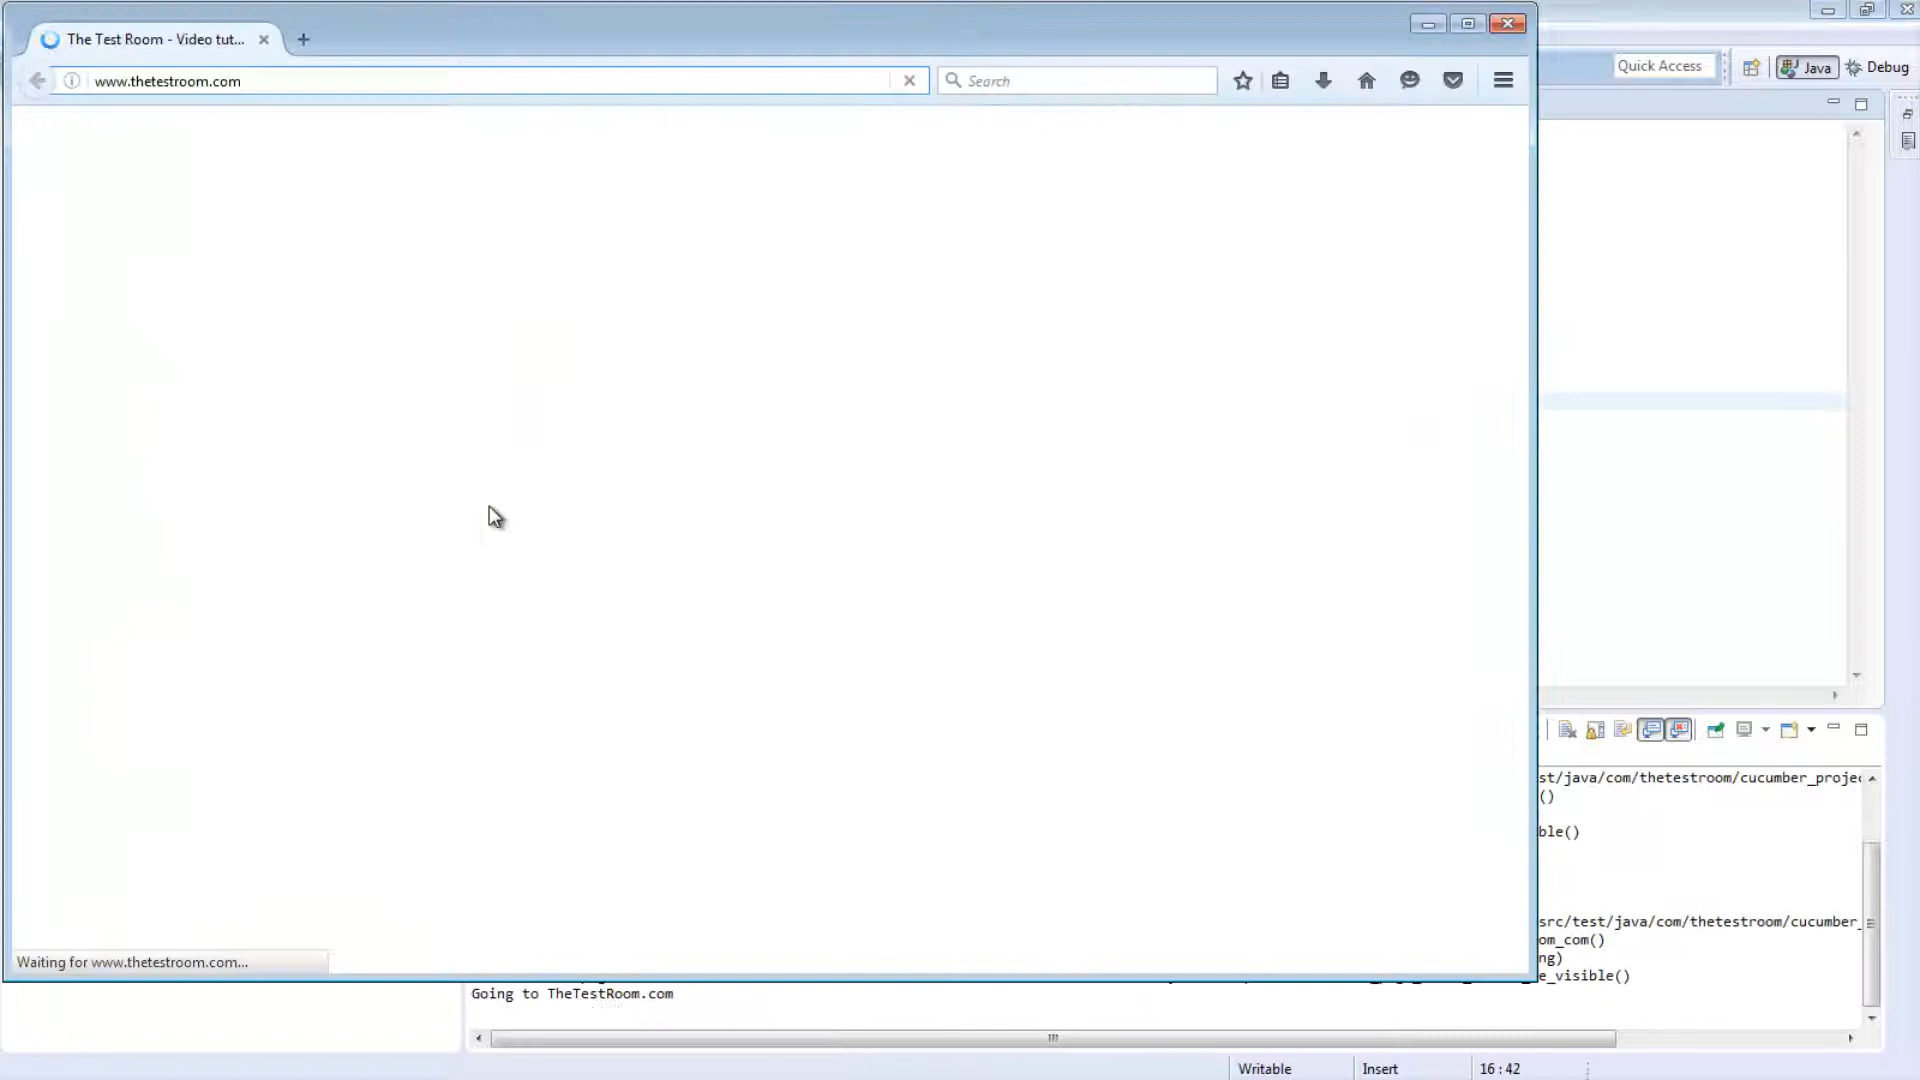 The Test Room - Video tut...
www.thetestroom.com
Search
Quick Access
Java
Debug
st/java/com/thetestroom/cucumber_projec
()
ble()
src/test/java/com/thetestroom/cucumber_
om_com()
ng)
e_visible()
Waiting for www.thetestroom.com...
Going to TheTestRoom.com
Writable
Insert
16 : 42